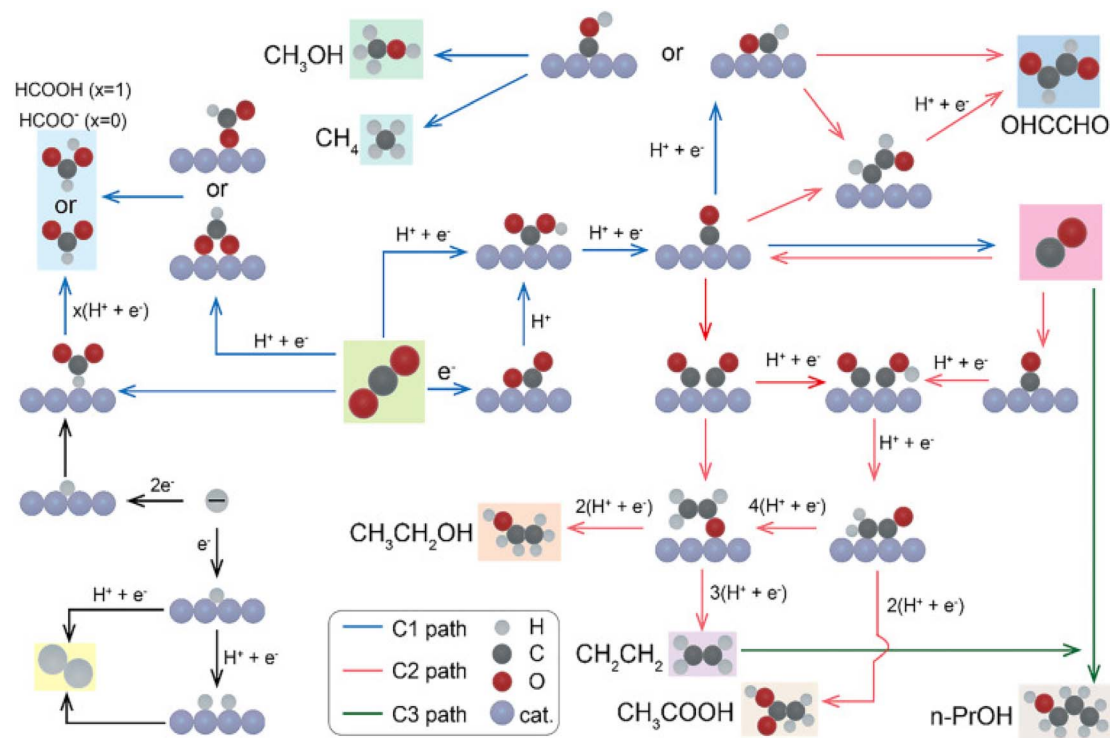 CH₃OH
or
HCOOH (x=1)
HCOO⁻ (x=0)
H⁺ + e⁻
OHCCHO
CH₄
H⁺ + e⁻
or
or
H⁺ + e⁻
H⁺ + e⁻
x(H⁺ + e⁻)
H⁺
H⁺ + e⁻
e⁻
H⁺ + e⁻
H⁺ + e⁻
H⁺ + e⁻
2e⁻
2(H⁺ + e⁻)
4(H⁺ + e⁻)
CH₃CH₂OH
e⁻
H⁺ + e⁻
3(H⁺ + e⁻)
2(H⁺ + e⁻)
H⁺ + e⁻
C1 path
H
C2 path
C
O
C3 path
cat.
CH₂CH₂
CH₃COOH
n-PrOH